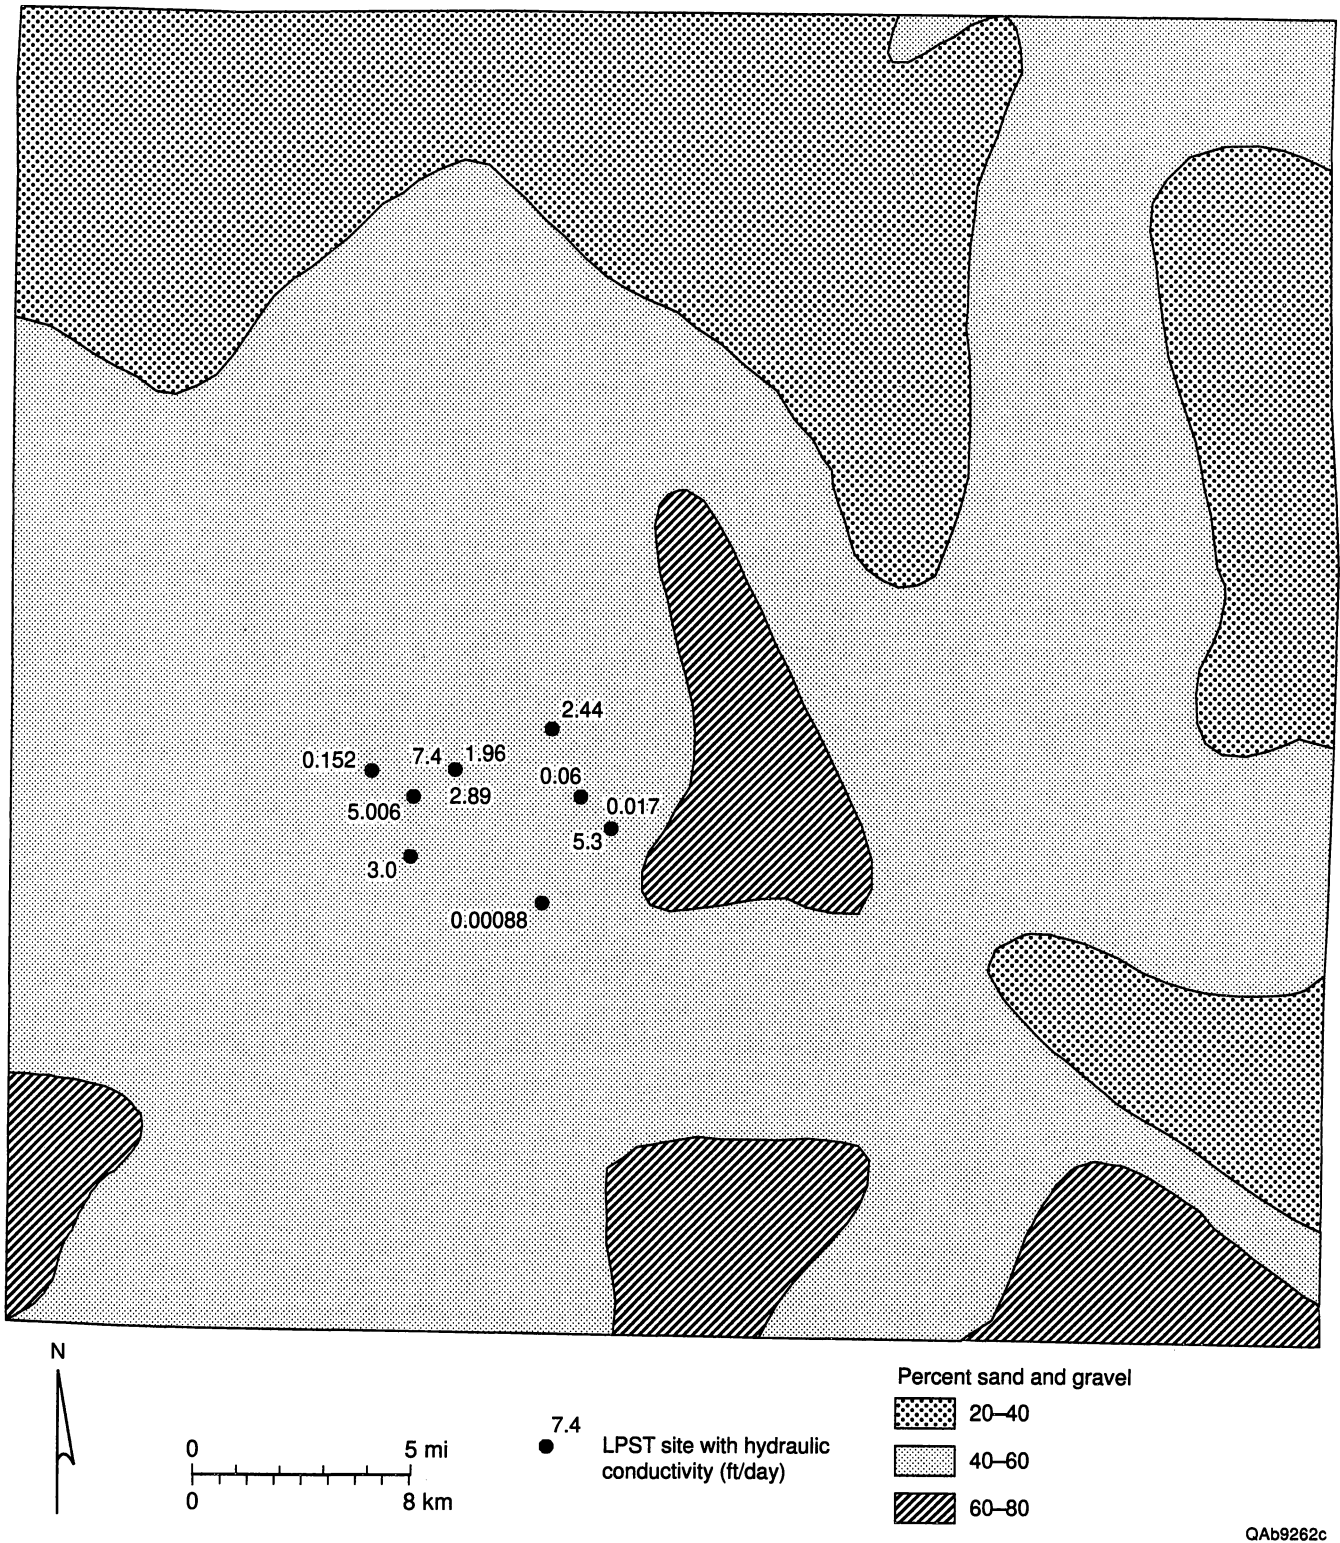 2.44
0.152
7.4
1.96
0.06
5.006
2.89
0.017
5.3
3.0
0.00088
N
0 5 mi
0 8 km
7.4
LPST site with hydraulic
conductivity (ft/day)
Percent sand and gravel
20–40
40–60
60–80
QAb9262c